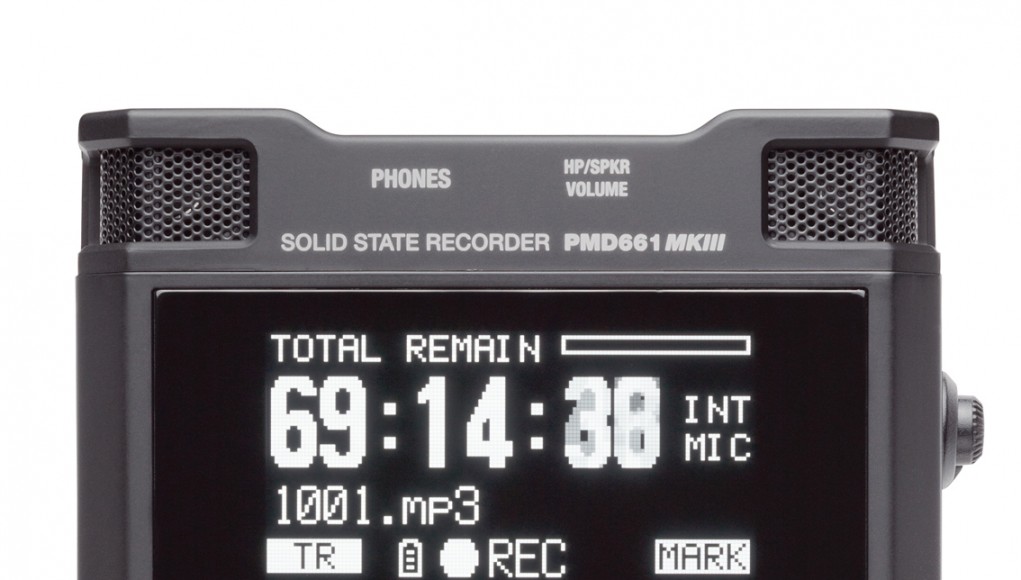 PHONES
HP/SPKR
VOLUME
SOLID STATE RECORDER PMD661 MKIII
TOTAL REMAIN
69:14:38
INT
MIC
1001.mp3
TR REC MARK